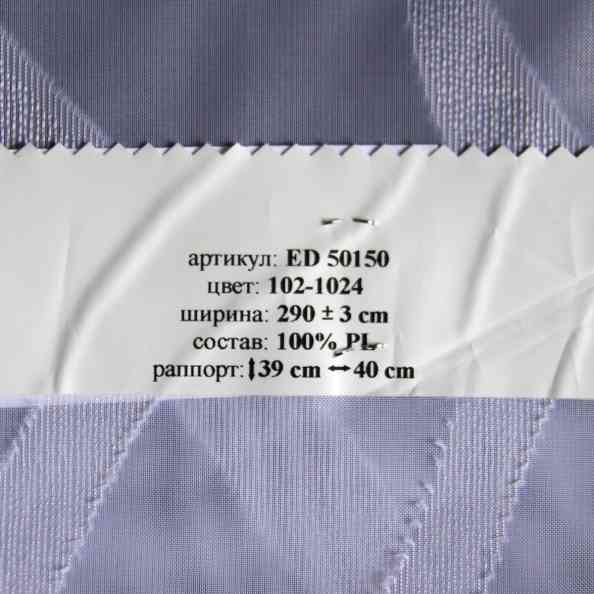 артикул: ED 50150
цвет: 102-1024
ширина: 290 ± 3 cm
состав: 100% PL
раппорт:↕39 cm ↔40 cm